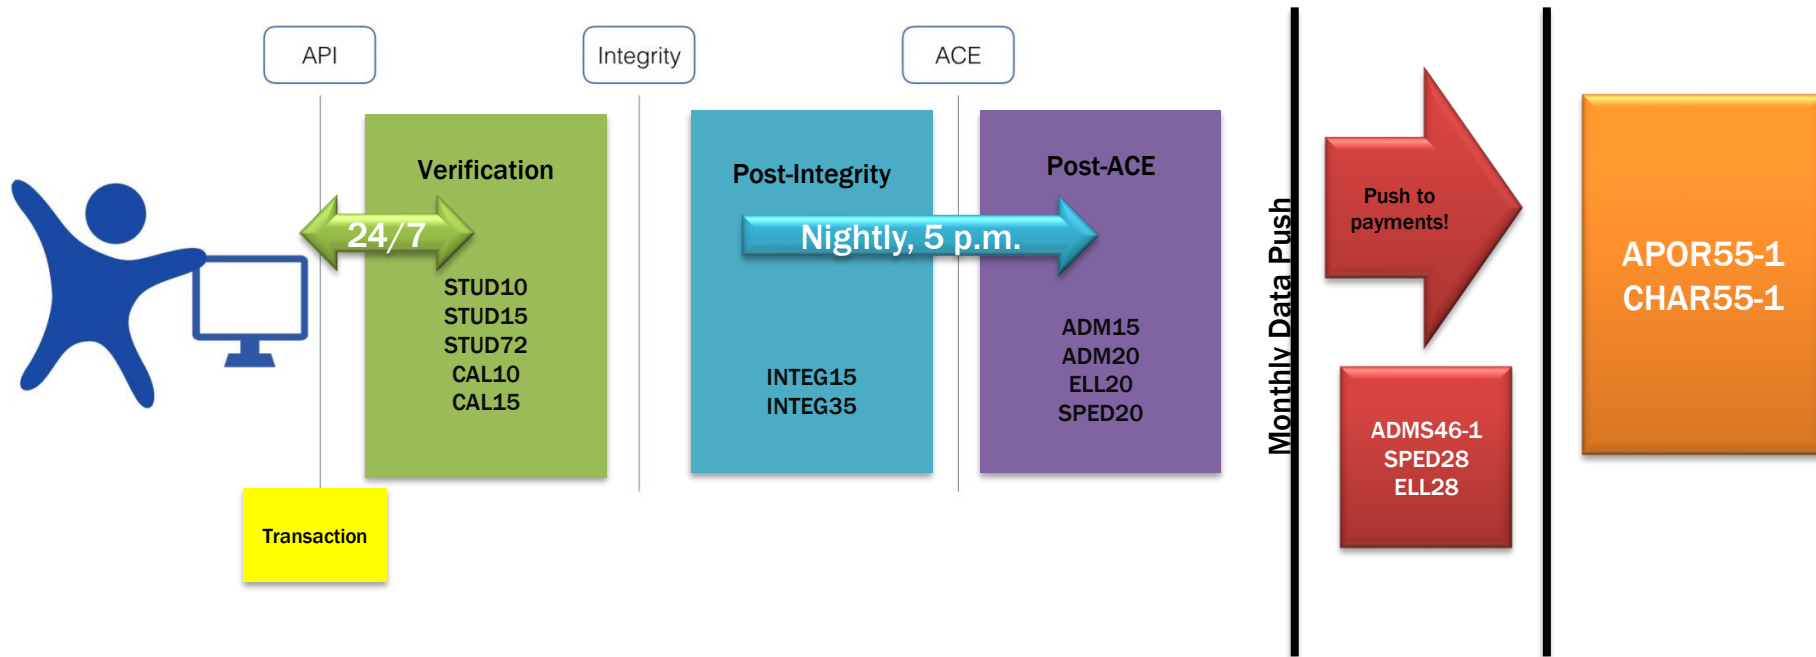 API
Integrity
ACE
Verification
24/7
STUD10
STUD15
STUD72
CAL10
CAL15
Transaction
Post-Integrity
Nightly, 5 p.m.
INTEG15
INTEG35
Post-ACE
ADM15
ADM20
ELL20
SPED20
Monthly Data Push
Push to
payments!
ADMS46-1
SPED28
ELL28
APOR55-1
CHAR55-1